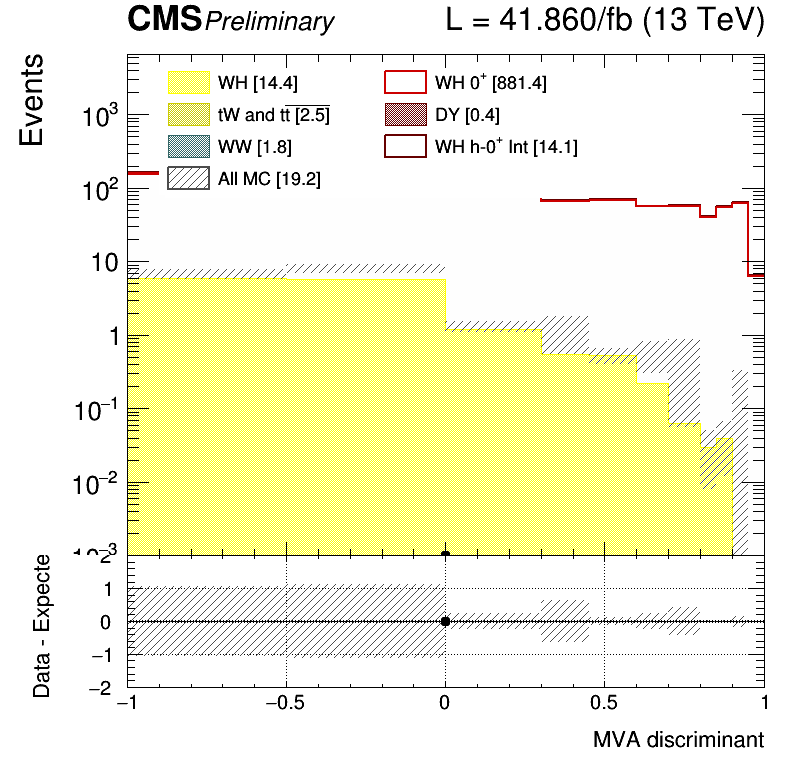 CMS Preliminary L = 41.860/fb (13 TeV)
Events
WH [14.4] WH 0⁺ [881.4]
tW and tt [2.5] DY [0.4]
WW [1.8] WH h-0⁺ Int [14.1]
All MC [19.2]
10³
10²
10
1
10⁻¹
10⁻²
10⁻³
Data - Expecte
2
1
0
−1
−2
−1 −0.5 0 0.5 1
MVA discriminant